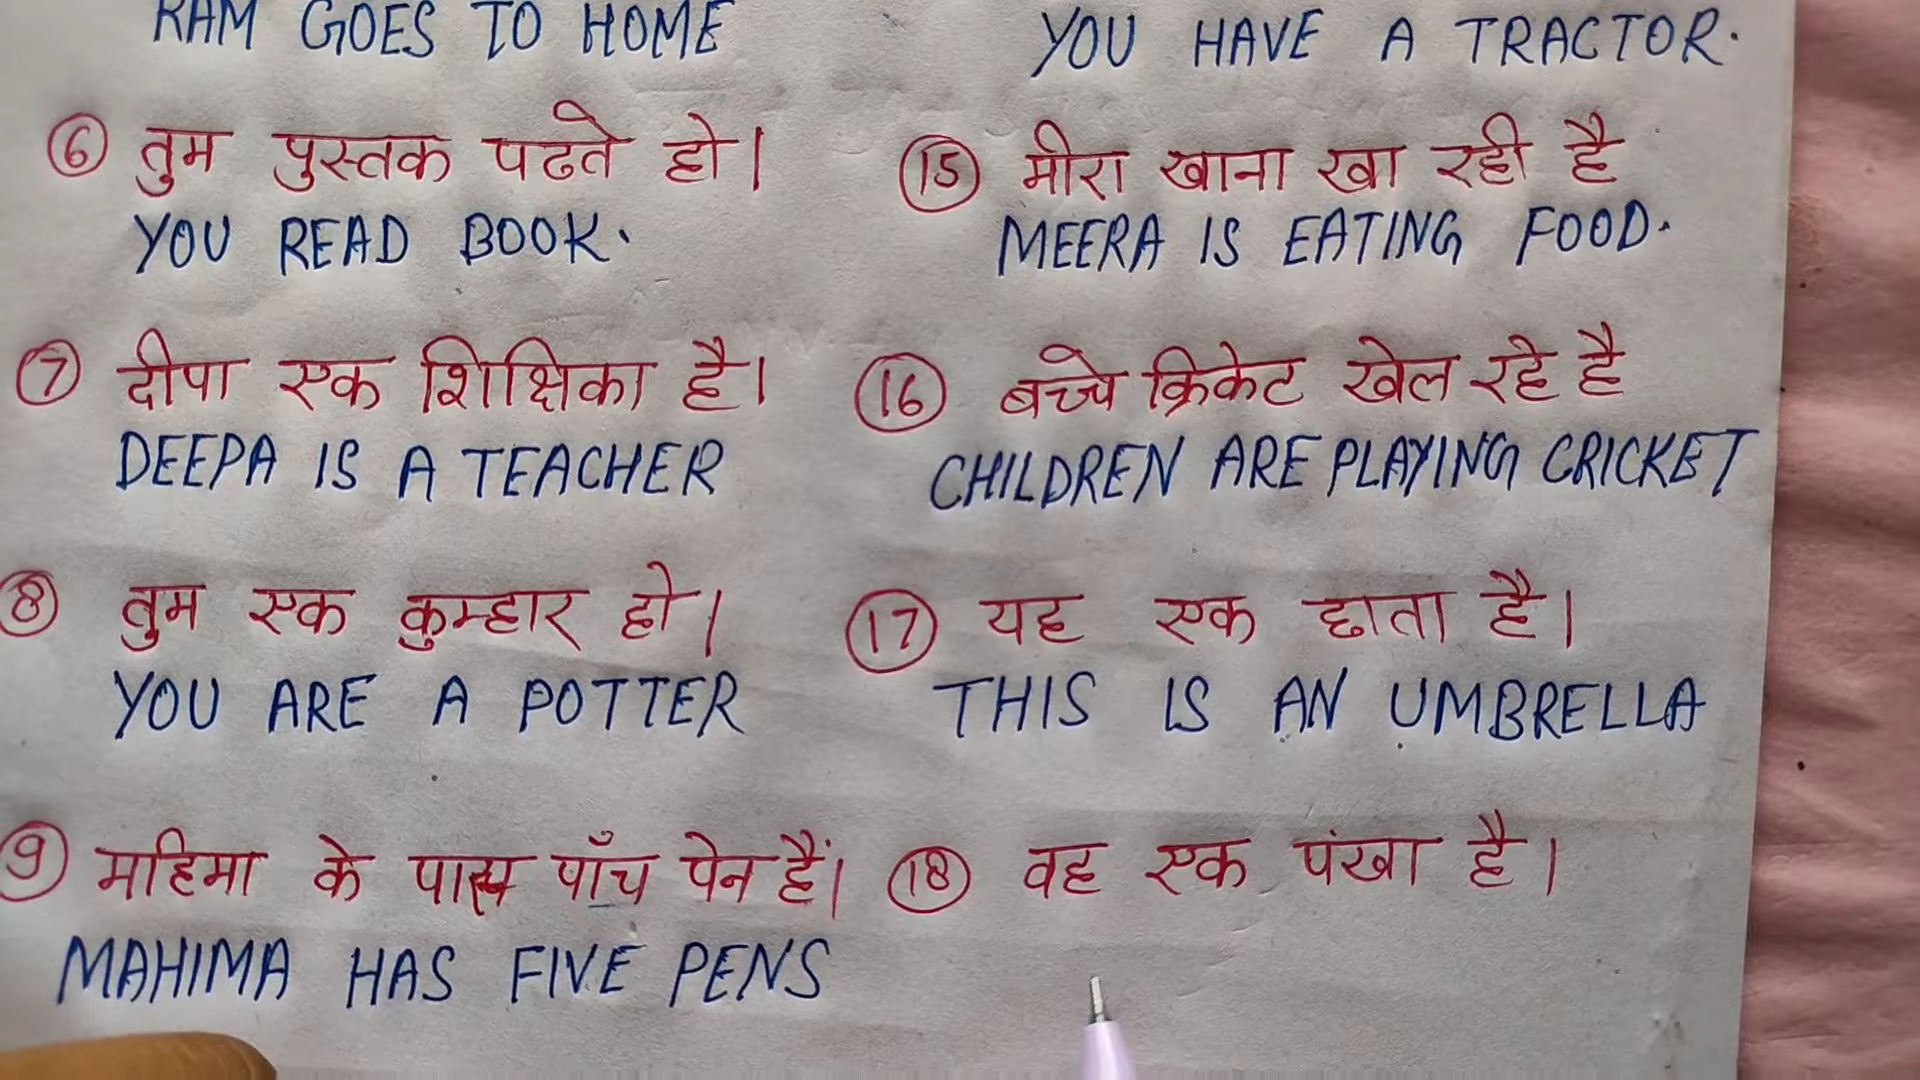 RAM GOES TO HOME
⑥ तुम पुस्तक पढते हो।
YOU READ BOOK.
⑦ दीपा एक शिक्षिका है।
DEEPA IS A TEACHER
⑧ तुम एक कुम्हार हो।
YOU ARE A POTTER
⑨ महिमा के पास पाँच पेन हैं।
MAHIMA HAS FIVE PENS
YOU HAVE A TRACTOR.
⑮ मीरा खाना खा रही है
MEERA IS EATING FOOD.
⑯ बच्चे क्रिकेट खेल रहे है
CHILDREN ARE PLAYING CRICKET
⑰ यह एक छाता है।
THIS IS AN UMBRELLA
⑱ वह एक पंखा है।